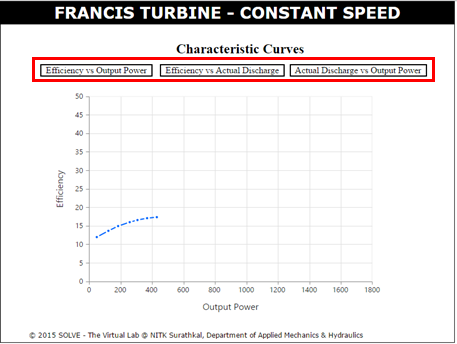 FRANCIS TURBINE - CONSTANT SPEED
Characteristic Curves
Efficiency vs Output Power Efficiency vs Actual Discharge Actual Discharge vs Output Power
50
45
40
35
30
25
20
15
10
5
0
Efficiency
0 200 400 600 800 1000 1200 1400 1600 1800
Output Power
© 2015 SOLVE - The Virtual Lab @ NITK Surathkal, Department of Applied Mechanics & Hydraulics